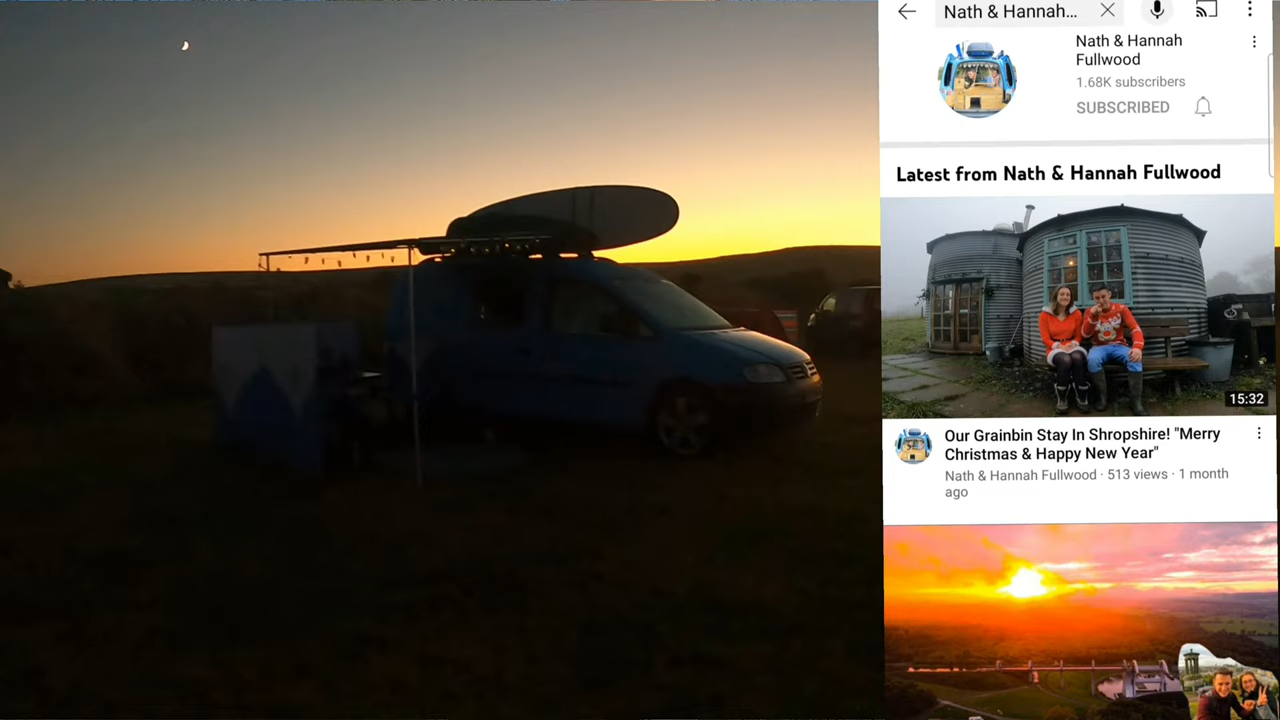 Nath & Hannah...
Nath & Hannah
Fullwood
1.68K subscribers
SUBSCRIBED
Latest from Nath & Hannah Fullwood
15:32
Our Grainbin Stay In Shropshire! "Merry
Christmas & Happy New Year"
Nath & Hannah Fullwood · 513 views · 1 month
ago